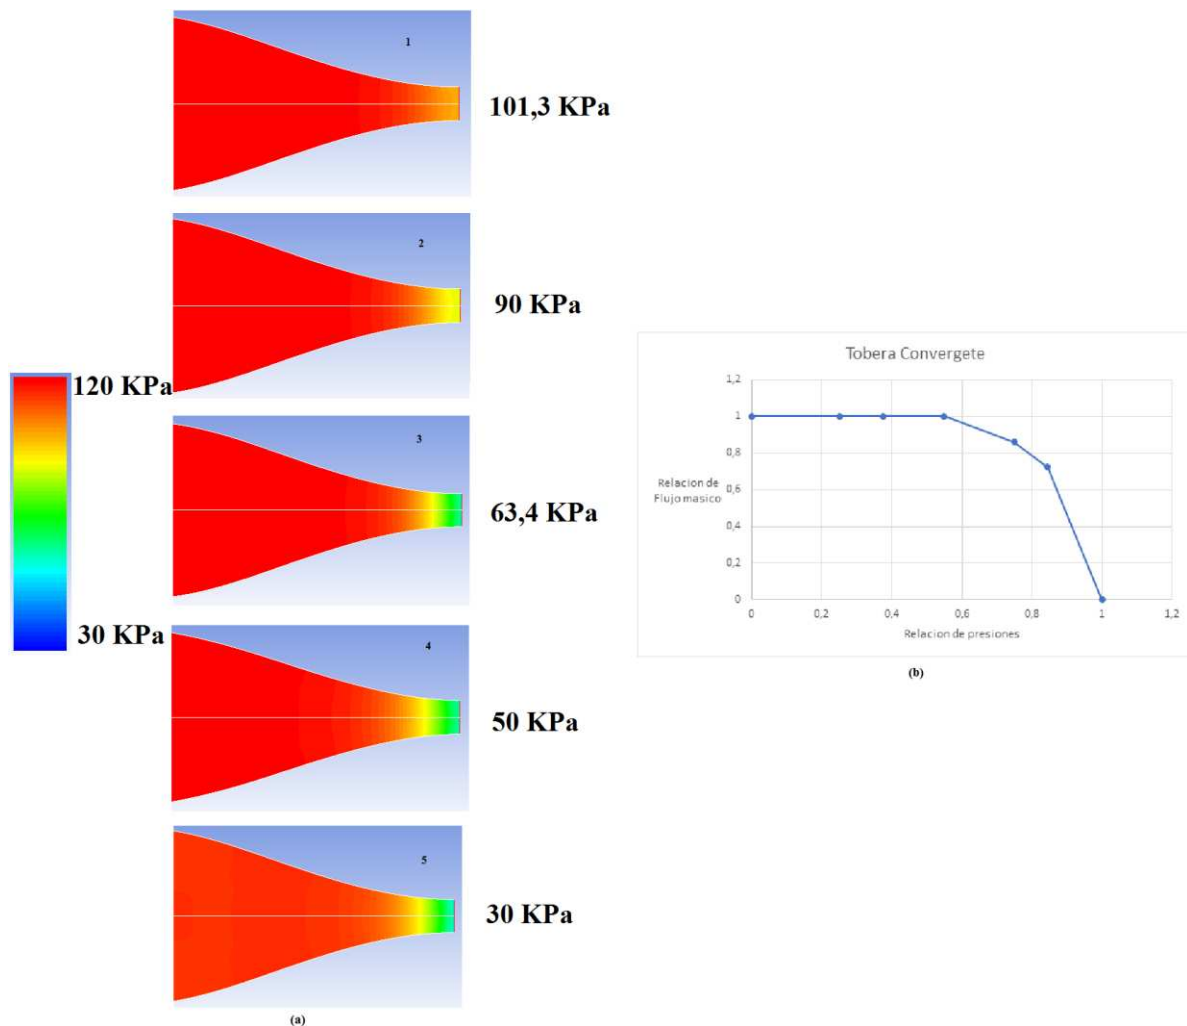 1
101,3 KPa
2
90 KPa
120 KPa
30 KPa
3
63,4 KPa
4
50 KPa
5
30 KPa
(a)
Tobera Convergete
1,2
1
0,8
0,6
0,4
0,2
0
Relacion de
Flujo masico
0 0,2 0,4 0,6 0,8 1 1,2
Relacion de presiones
(b)